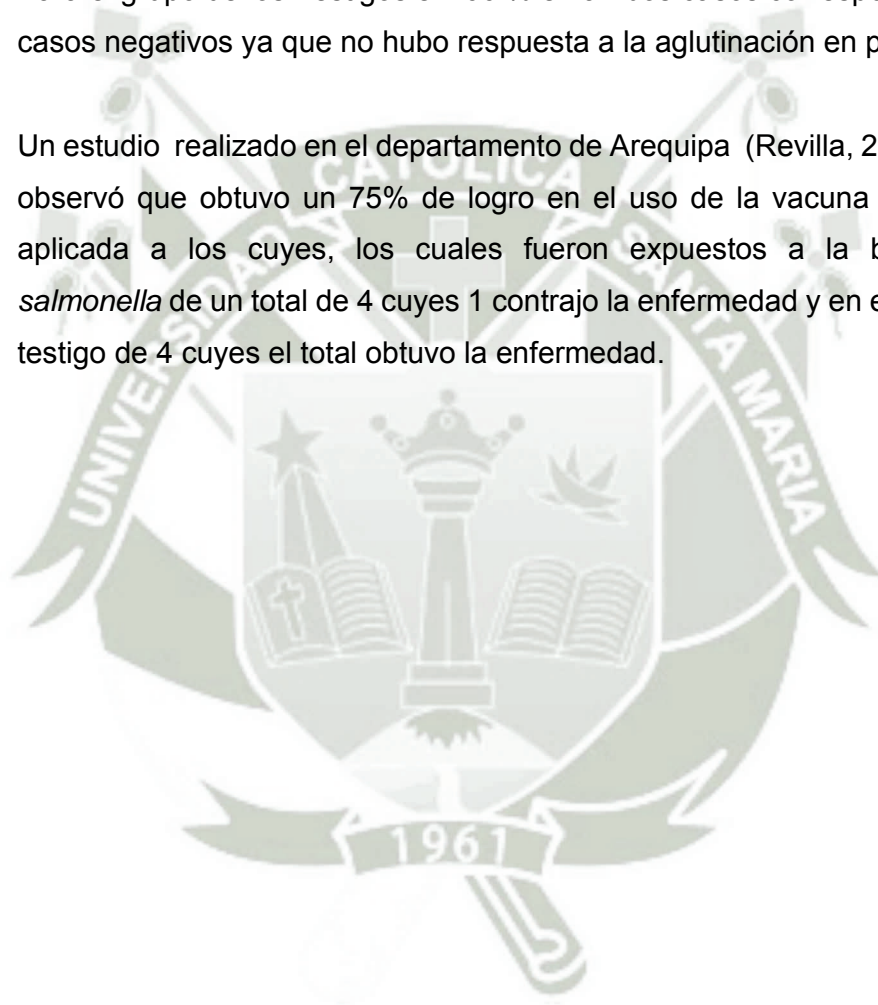 casos negativos ya que no hubo respuesta a la aglutinación en
Un estudio realizado en el departamento de Arequipa (Revilla,
observó que obtuvo un 75% de logro en el uso de la vacuna
aplicada a los cuyes, los cuales fueron expuestos a la
salmonella de un total de 4 cuyes 1 contrajo la enfermedad y en
testigo de 4 cuyes el total obtuvo la enfermedad.
UNIVERSIDAD CATOLICA SANTA MARIA
1961